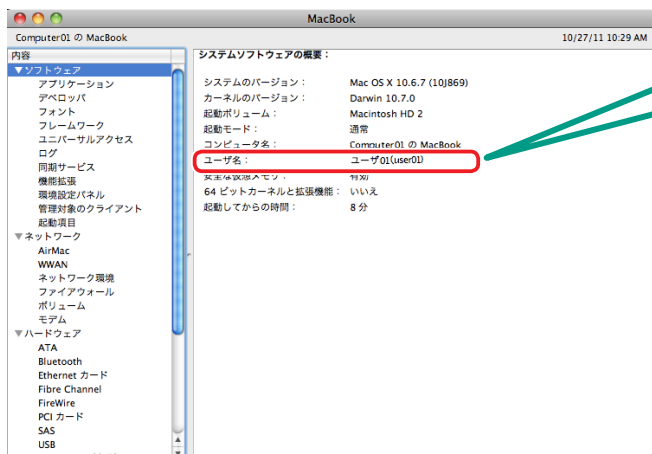 MacBook
Computer01 の MacBook
10/27/11 10:29 AM
内容
▼ソフトウェア
アプリケーション
デベロッパ
フォント
フレームワーク
ユニバーサルアクセス
ログ
同期サービス
機能拡張
環境設定パネル
管理対象のクライアント
起動項目
▼ネットワーク
AirMac
WWAN
ネットワーク環境
ファイアウォール
ボリューム
モデム
▼ハードウェア
ATA
Bluetooth
Ethernet カード
Fibre Channel
FireWire
PCI カード
SAS
USB
システムソフトウェアの概要：
システムのバージョン： Mac OS X 10.6.7 (10J869)
カーネルのバージョン： Darwin 10.7.0
起動ボリューム： Macintosh HD 2
起動モード： 通常
コンピュータ名： Computer01 の MacBook
ユーザ名： ユーザ01(user01)
安全な仮想メモリ： 有効
64 ビットカーネルと拡張機能： いいえ
起動してからの時間： 8 分